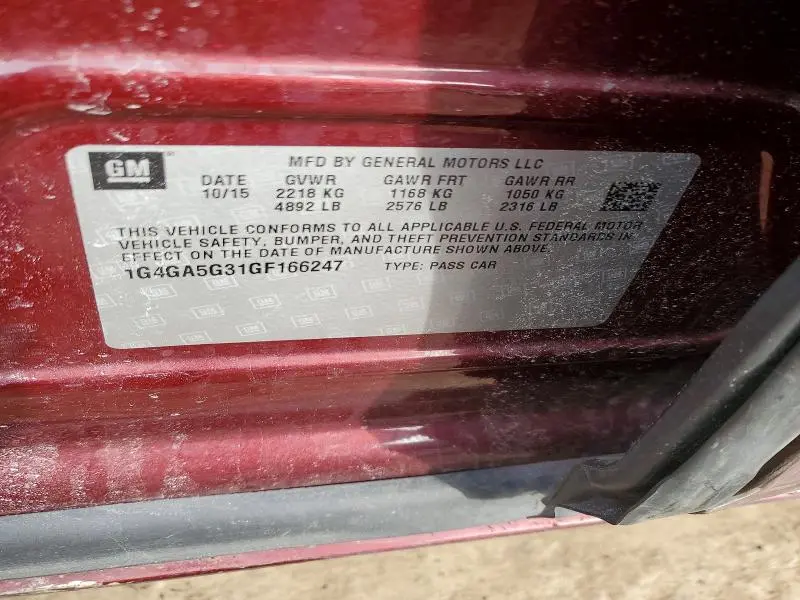 GM
MFD BY GENERAL MOTORS LLC
DATE GVWR GAWR FRT GAWR RR
10/15 2218 KG 1168 KG 1050 KG
4892 LB 2576 LB 2316 LB
THIS VEHICLE CONFORMS TO ALL APPLICABLE U.S. FEDERAL MOTOR
VEHICLE SAFETY, BUMPER, AND THEFT PREVENTION STANDARDS IN
EFFECT ON THE DATE OF MANUFACTURE SHOWN ABOVE.
1G4GA5G31GF166247 TYPE: PASS CAR